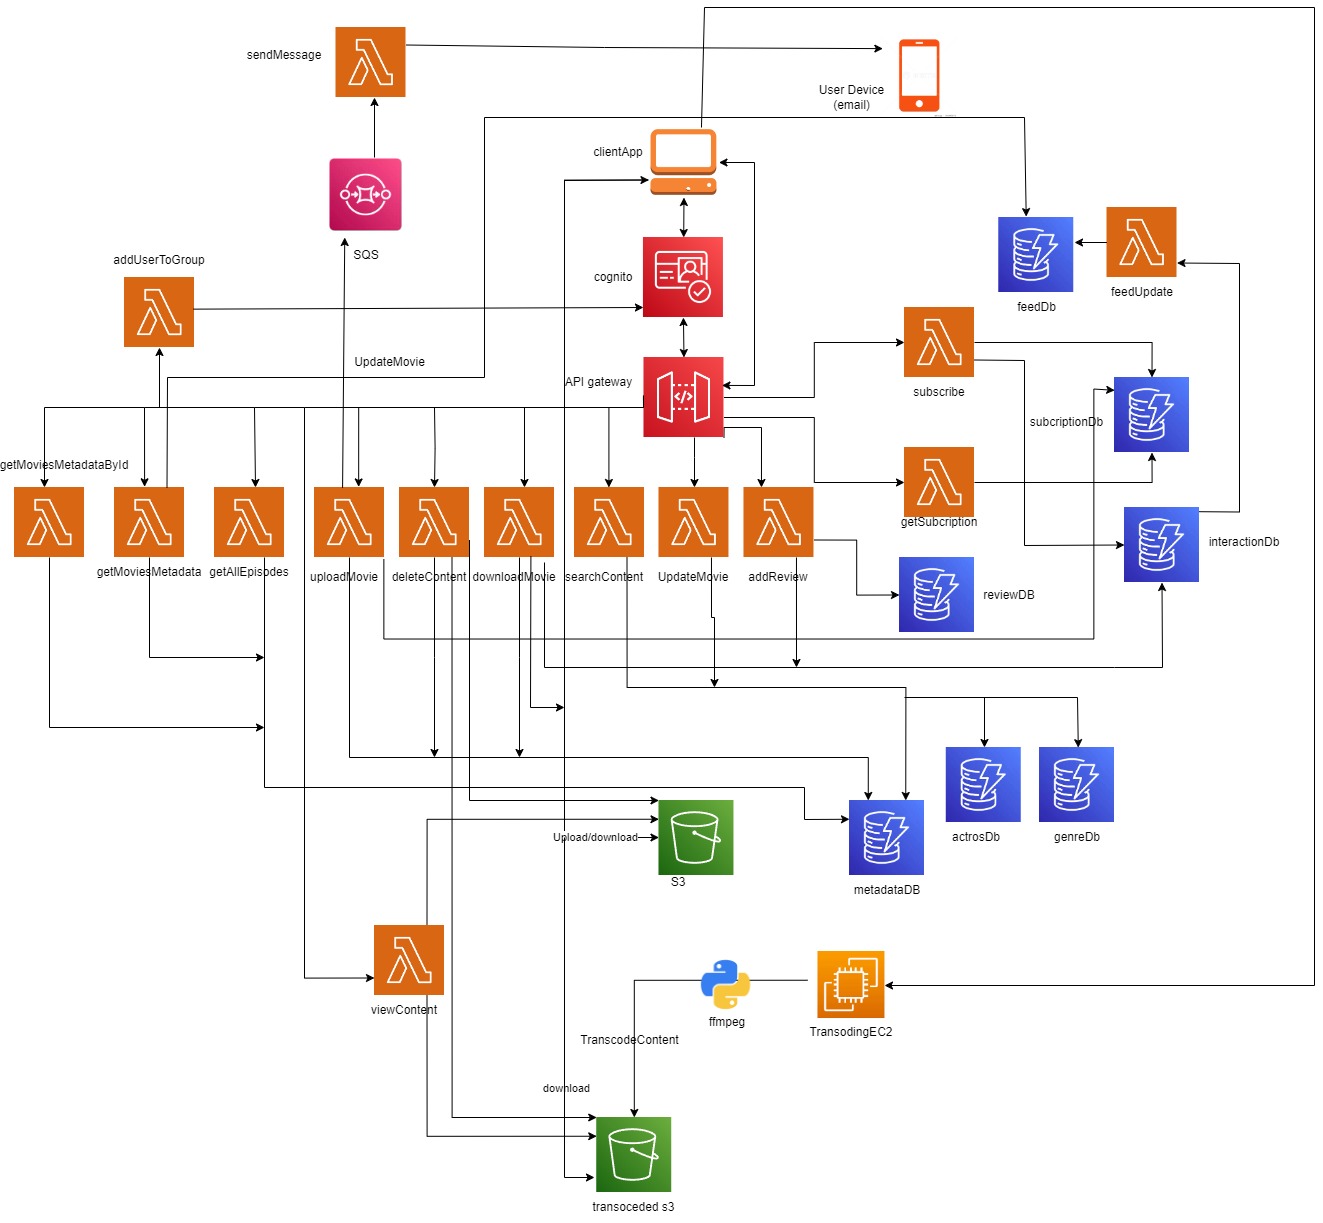 sendMessage
User Device
(email)
clientApp
SQS
addUserToGroup
cognito
feedDb
feedUpdate
UpdateMovie
API gateway
subscribe
subcriptionDb
getMoviesMetadataById
getSubcription
interactionDb
getMoviesMetadata
getAllEpisodes
uploadMovie
deleteContent
downloadMovie
searchContent
UpdateMovie
addReview
reviewDB
Upload/download
actrosDb
genreDb
S3
metadataDB
viewContent
ffmpeg
TransodingEC2
TranscodeContent
download
transoceded s3